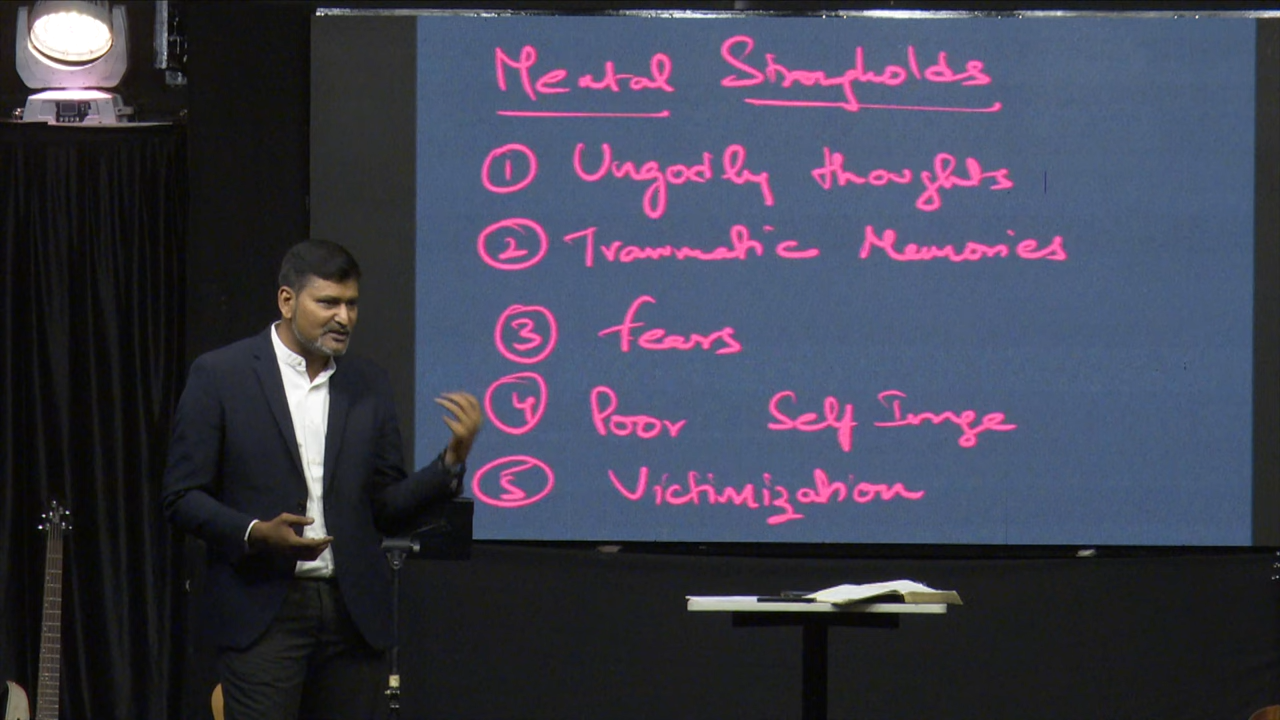 Mental Strongholds
① Ungodly thoughts
② Traumatic Memories
③ fears
④ Poor Self Image
⑤ Victimization